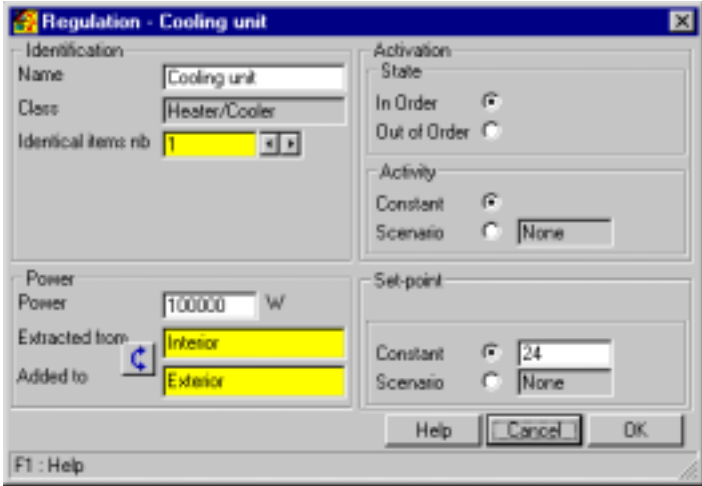 Regulation - Cooling unit
Identification
Name Cooling unit
Class Heater/Cooler
Identical items nb 1
Activation
State
In Order
Out of Order
Activity
Constant
Scenario None
Power
Power 100000 W
Extracted from Interior
Added to Exterior
Set-point
Constant 24
Scenario None
Help Cancel OK
F1 : Help